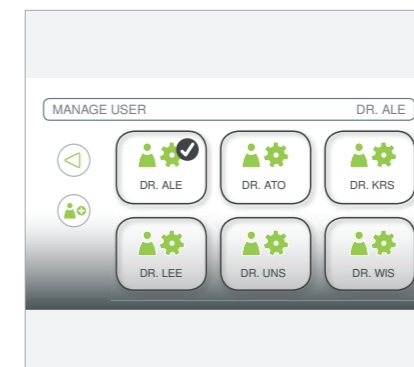 MANAGE USER DR. ALE
DR. ALE DR. ATO DR. KRS
DR. LEE DR. UNS DR. WIS